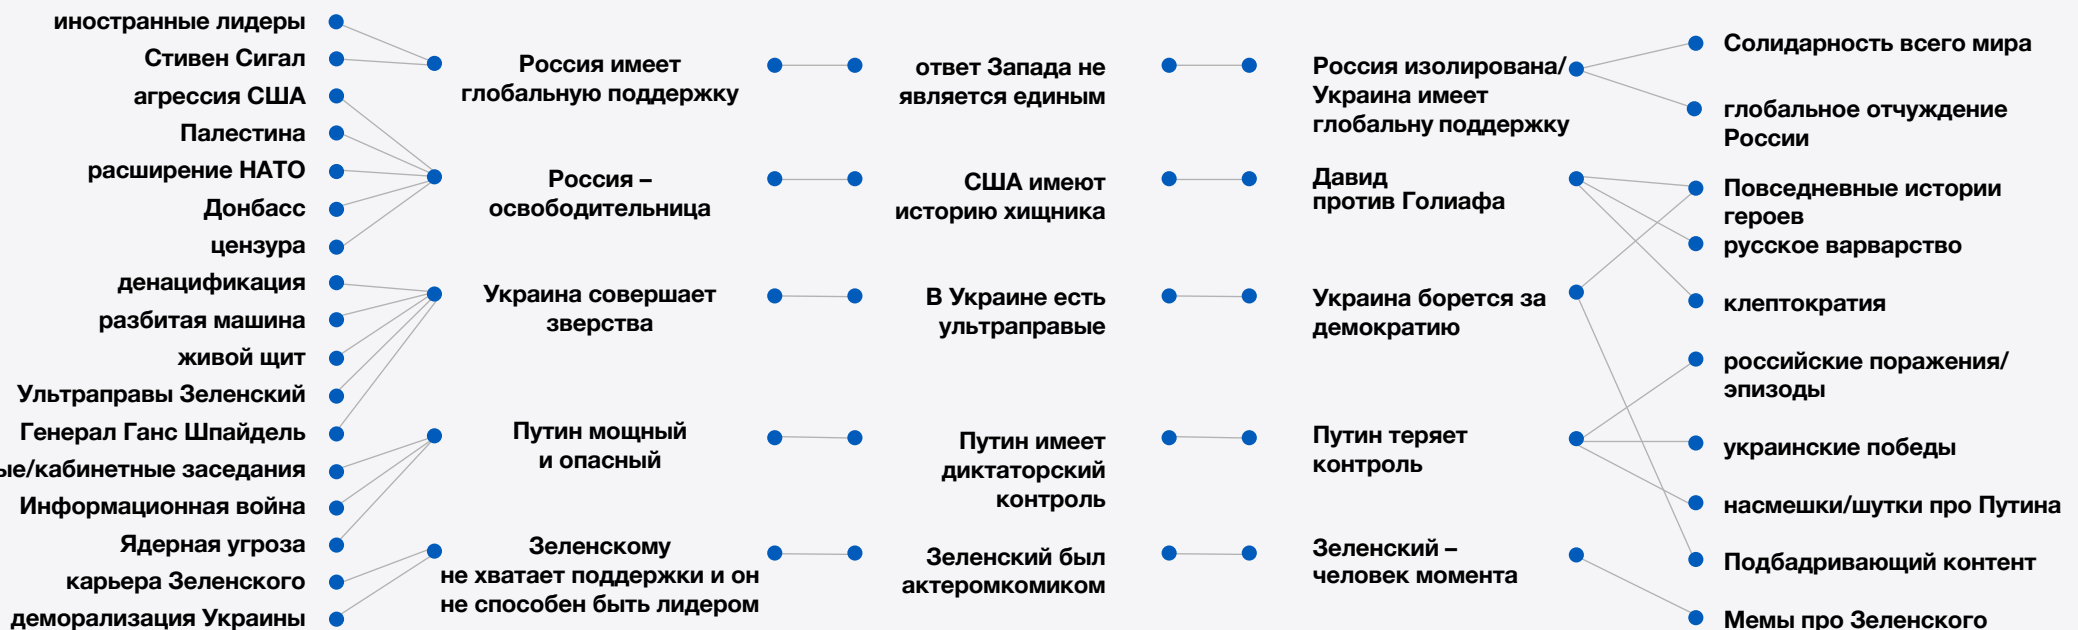 иностранные лидеры
Стивен Сигал
агрессия США
Палестина
расширение НАТО
Донбасс
цензура
денацификация
разбитая машина
живой щит
Ультраправы Зеленский
Генерал Ганс Шпайдель
ые/кабинетные заседания
Информационная война
Ядерная угроза
карьера Зеленского
деморализация Украины
Россия имеет
глобальную поддержку
Россия –
освободительница
Украина совершает
зверства
Путин мощный
и опасный
Зеленскому
не хватает поддержки и он
не способен быть лидером
ответ Запада не
является единым
США имеют
историю хищника
В Украине есть
ультраправые
Путин имеет
диктаторский
контроль
Зеленский был
актеромкомиком
Россия изолирована/
Украина имеет
глобальну поддержку
Давид
против Голиафа
Украина борется за
демократию
Путин теряет
контроль
Зеленский –
человек момента
Солидарность всего мира
глобальное отчуждение
России
Повседневные истории
героев
русское варварство
клептократия
российские поражения/
эпизоды
украинские победы
насмешки/шутки про Путина
Подбадривающий контент
Мемы про Зеленского